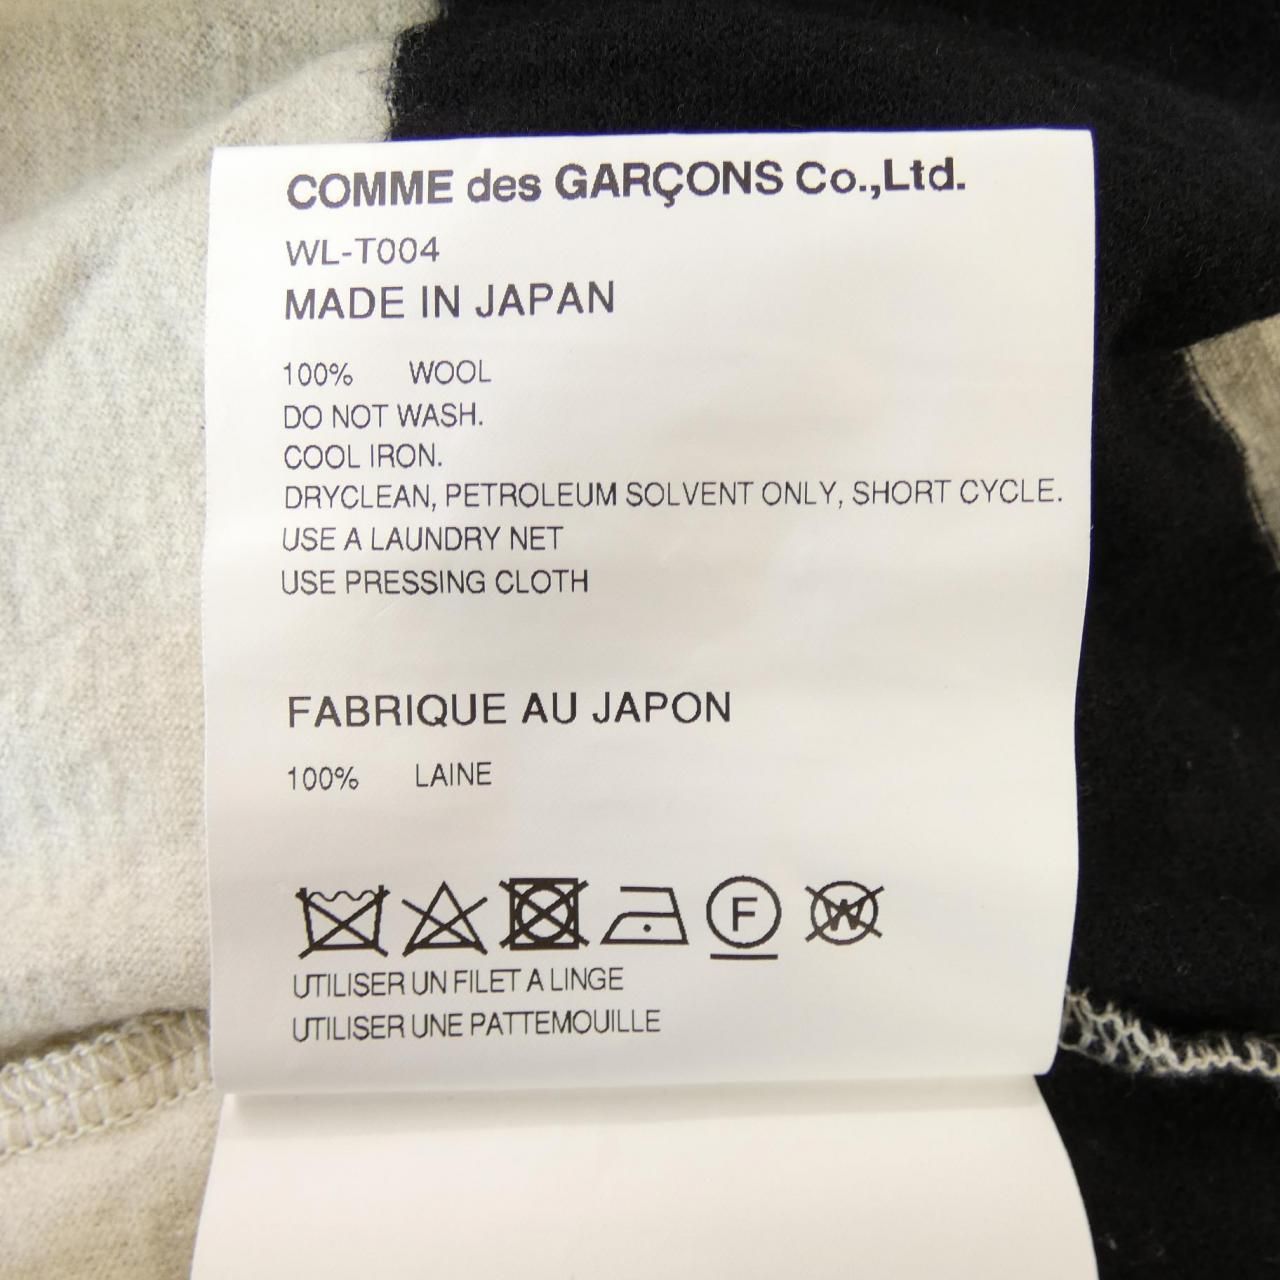 COMME des GARÇONS Co.,Ltd.
WL-T004
MADE IN JAPAN
100% WOOL
DO NOT WASH.
COOL IRON.
DRYCLEAN, PETROLEUM SOLVENT ONLY, SHORT CYCLE.
USE A LAUNDRY NET
USE PRESSING CLOTH
FABRIQUE AU JAPON
100% LAINE
F W
UTILISER UN FILET A LINGE
UTILISER UNE PATTEMOUILLE